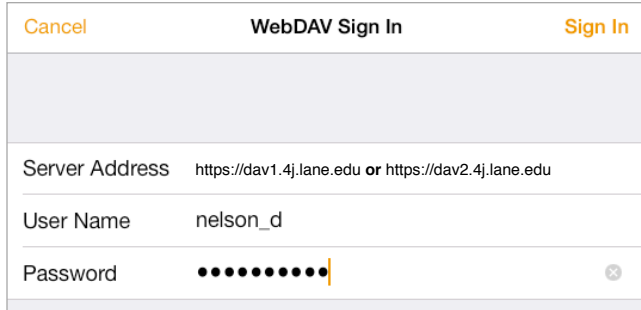 Cancel WebDAV Sign In Sign In
Server Address https://dav1.4j.lane.edu or https://dav2.4j.lane.edu
User Name nelson_d
Password ••••••••••